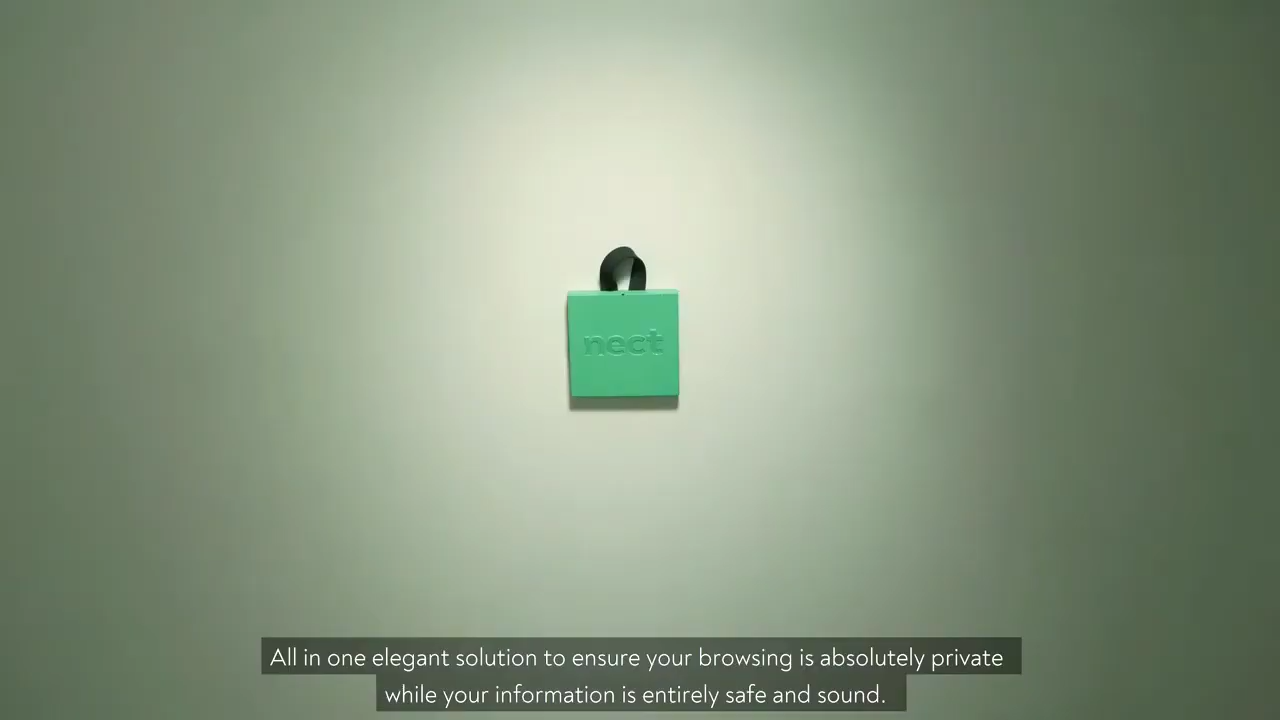 nect
All in one elegant solution to ensure your browsing is absolutely private
while your information is entirely safe and sound.